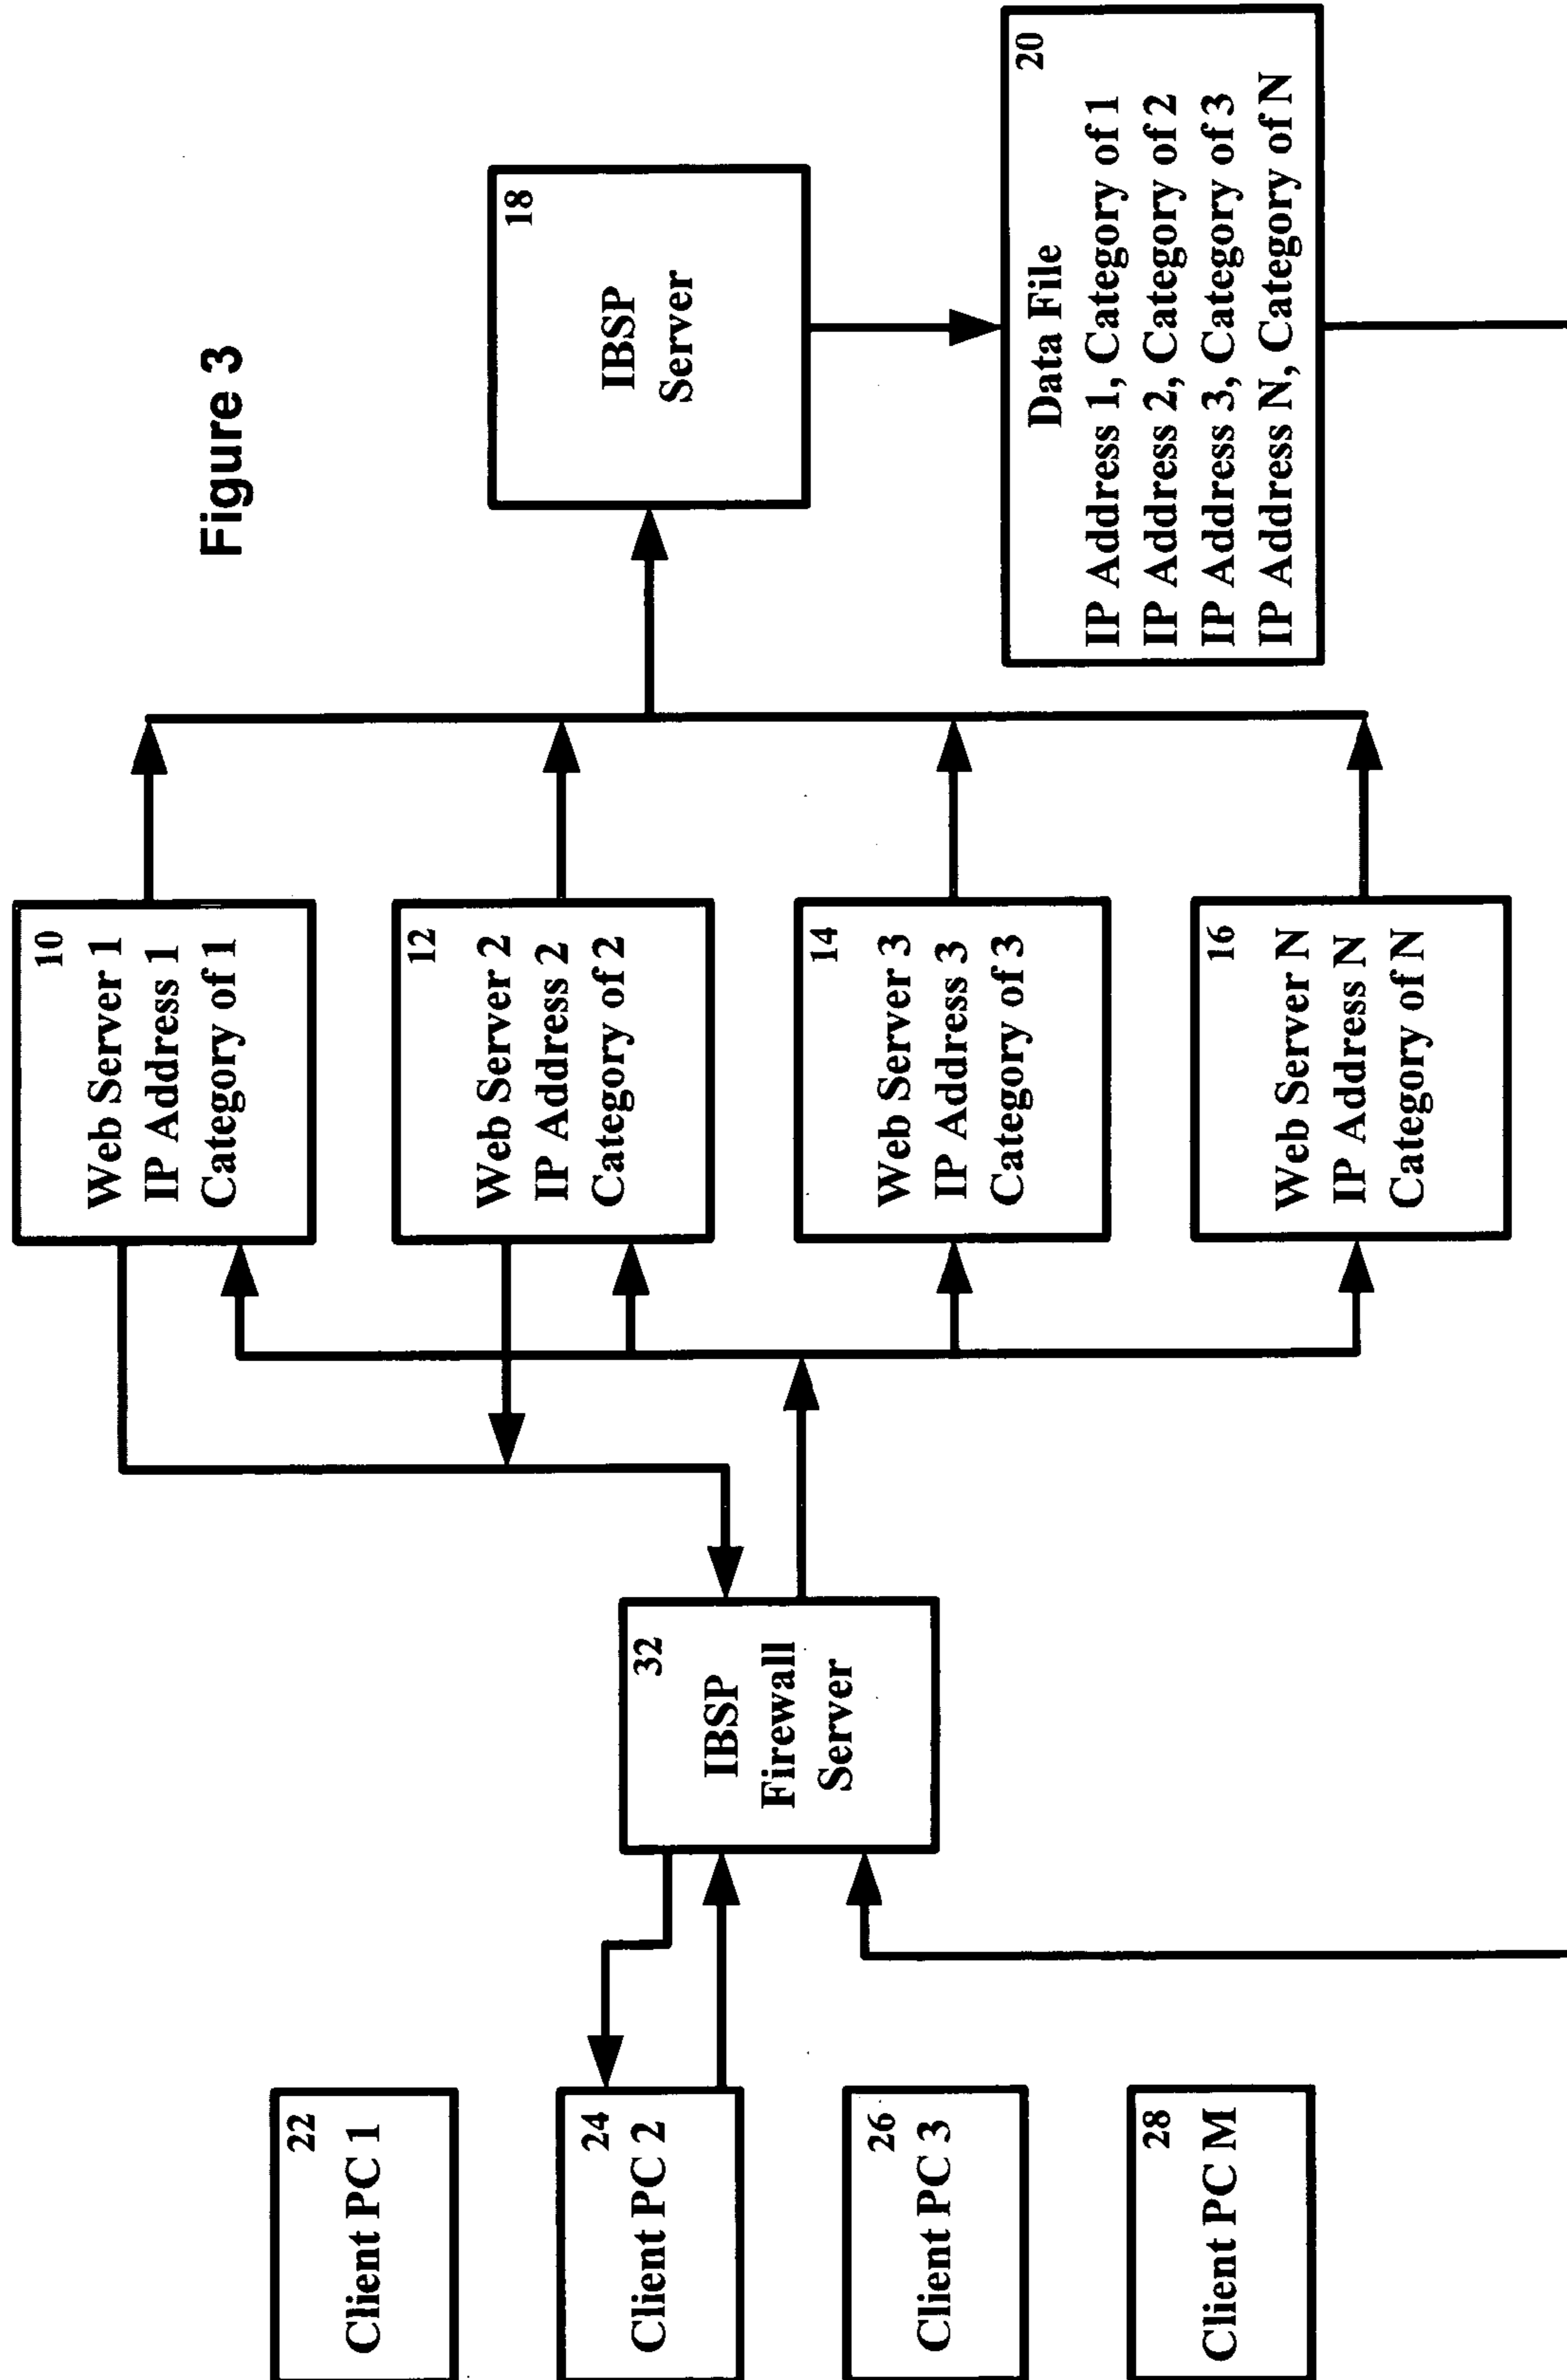 Figure 3
22
Client PC 1
24
Client PC 2
26
Client PC 3
28
Client PC M
32
IBSP
Firewall
Server
10
Web Server 1
IP Address 1
Category of 1
12
Web Server 2
IP Address 2
Category of 2
14
Web Server 3
IP Address 3
Category of 3
16
Web Server N
IP Address N
Category of N
18
IBSP
Server
20
Data File
IP Address 1, Category of 1
IP Address 2, Category of 2
IP Address 3, Category of 3
IP Address N, Category of N